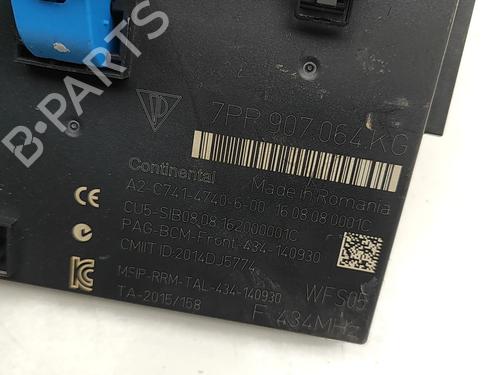 B-PARTS
7PP.907.064.KG
Continental
Made in Romania
A2-C741-4740-6-00 16.08.08 0001C
CU5-SIB08.08.162000001C
PAG-BCM-Front-434-140930
CMIIT ID:2014DJ5774
MSIP-RRM-TAL-434-140930
TA-2015/158
WFS05
F 434MHz